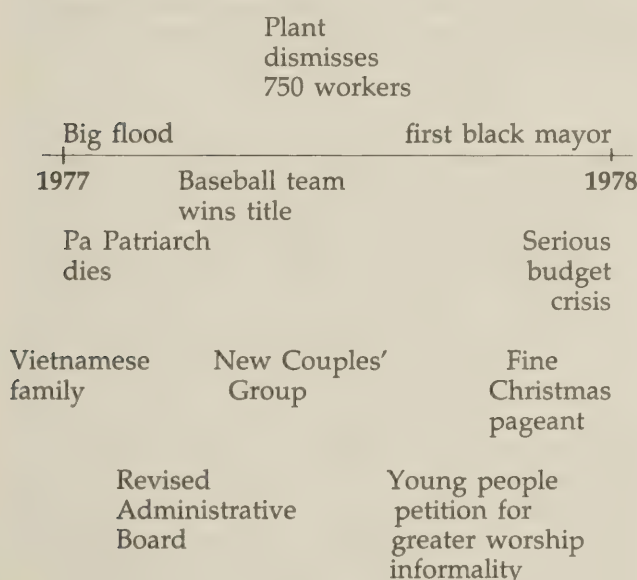 Plant
dismisses
750 workers
Big flood
first black mayor
1977
Baseball team
wins title
1978
Pa Patriarch
dies
Serious
budget
crisis
Vietnamese
family
New Couples'
Group
Fine
Christmas
pageant
Revised
Administrative
Board
Young people
petition for
greater worship
informality